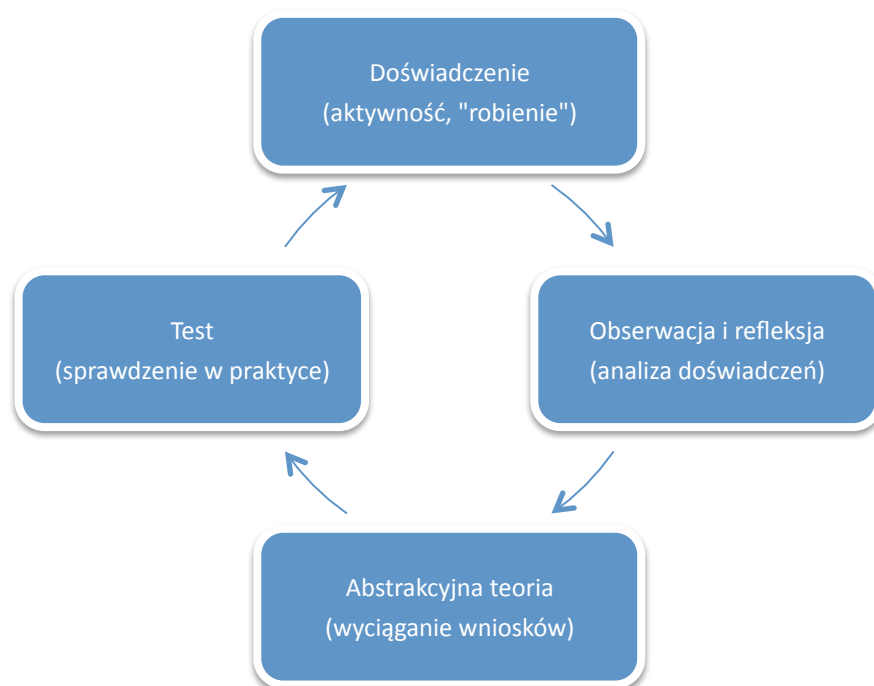 Doświadczenie
(aktywność, "robienie")
Obserwacja i refleksja
(analiza doświadczeń)
Abstrakcyjna teoria
(wyciąganie wniosków)
Test
(sprawdzenie w praktyce)